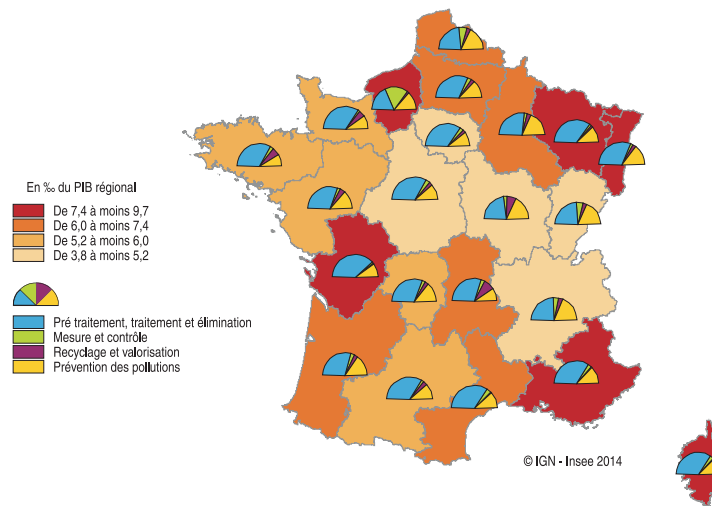 En ‰ du PIB régional
De 7,4 à moins 9,7
De 6,0 à moins 7,4
De 5,2 à moins 6,0
De 3,8 à moins 5,2
Pré traitement, traitement et élimination
Mesure et contrôle
Recyclage et valorisation
Prévention des pollutions
© IGN - Insee 2014